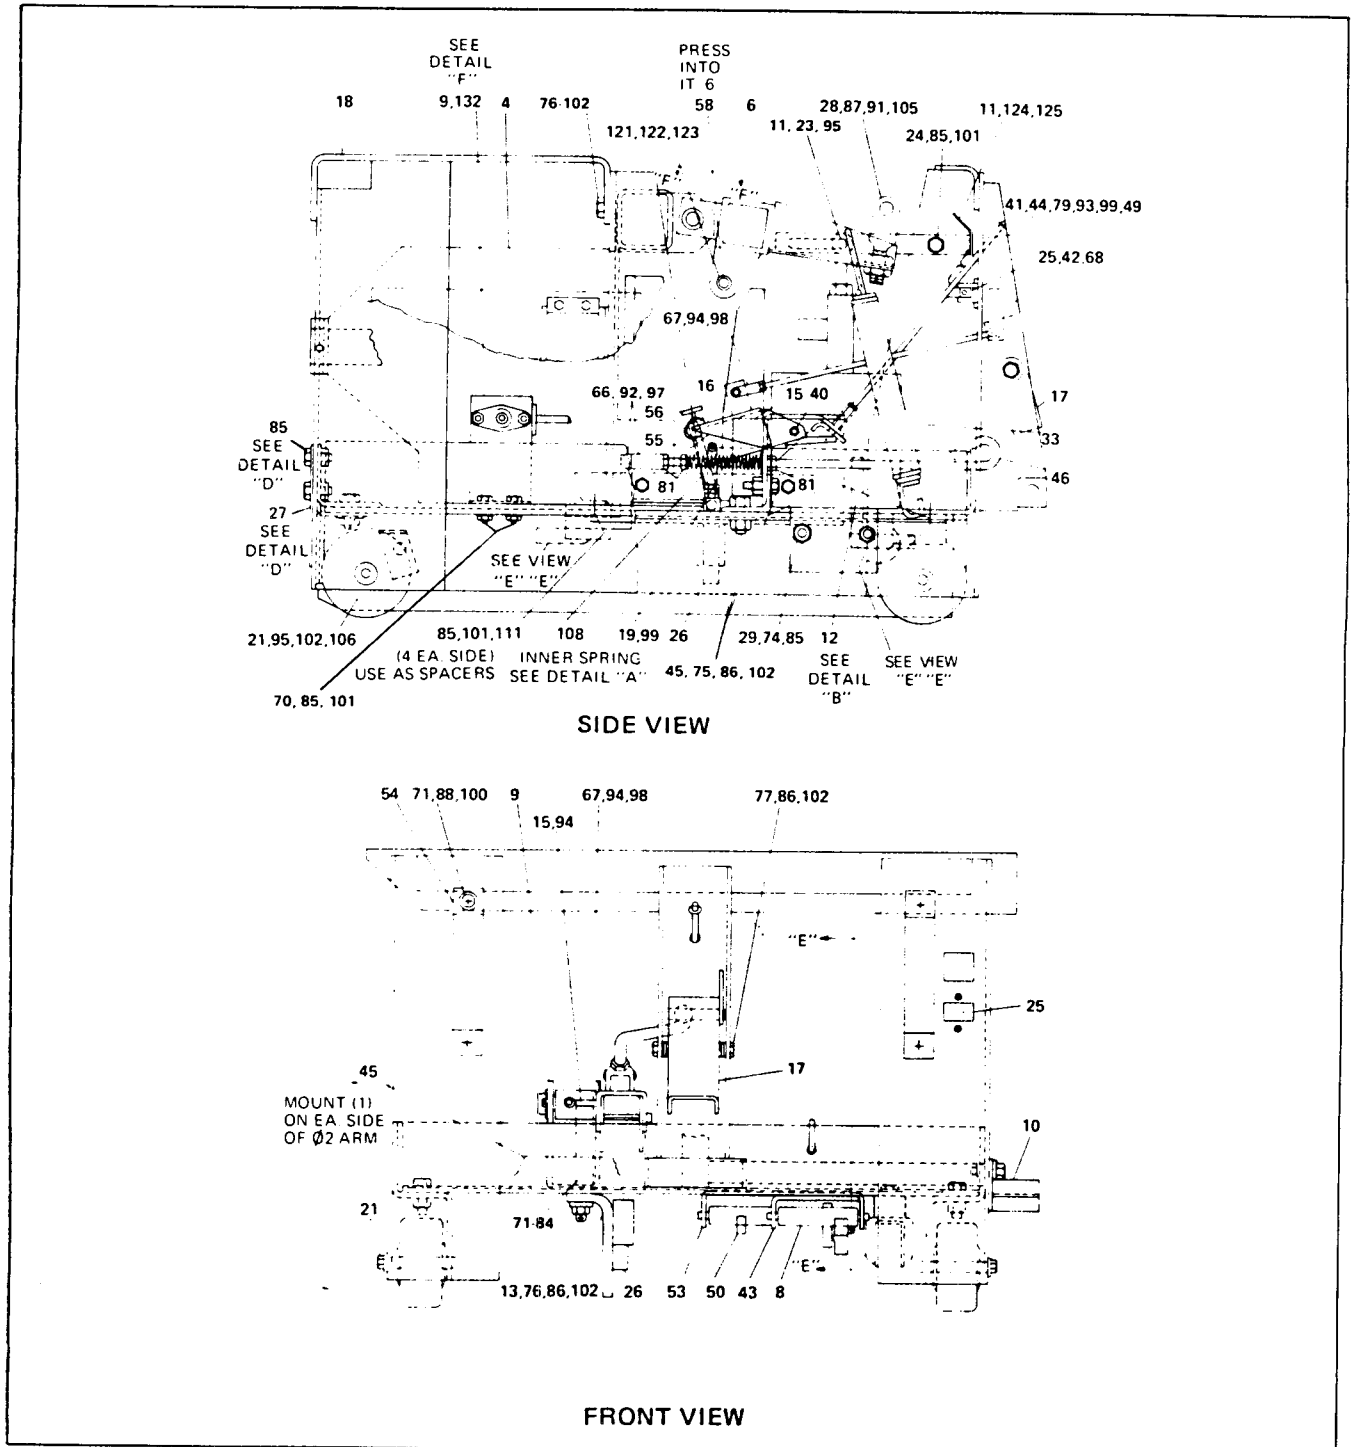 SEE
DETAIL
"F"
PRESS
INTO
IT 6
18
9,132
4
76-102
58
6
28,87,91,105
11,124,125
121,122,123
11,23,95
24,85,101
"F"
"F"
41,44,79,93,99,49
25,42,68
67,94,98
66,92,97
16
15 40
17
56
85
SEE
DETAIL
"D"
55
33
81
81
46
27
SEE
DETAIL
"D"
SEE VIEW
"E" "E"
21,95,102,106
85,101,111
(4 EA. SIDE)
USE AS SPACERS
108
INNER SPRING
SEE DETAIL "A"
19,99
26
45, 75, 86, 102
29,74,85
12
SEE
DETAIL
"B"
SEE VIEW
"E" "E"
70, 85, 101
SIDE VIEW
54
71,88,100
9
67,94,98
77,86,102
15,94
"E"
25
45
MOUNT (1)
ON EA. SIDE
OF Ø2 ARM
17
10
21
71-84
"E"
13,76,86,102
26
53
50
43
8
FRONT VIEW